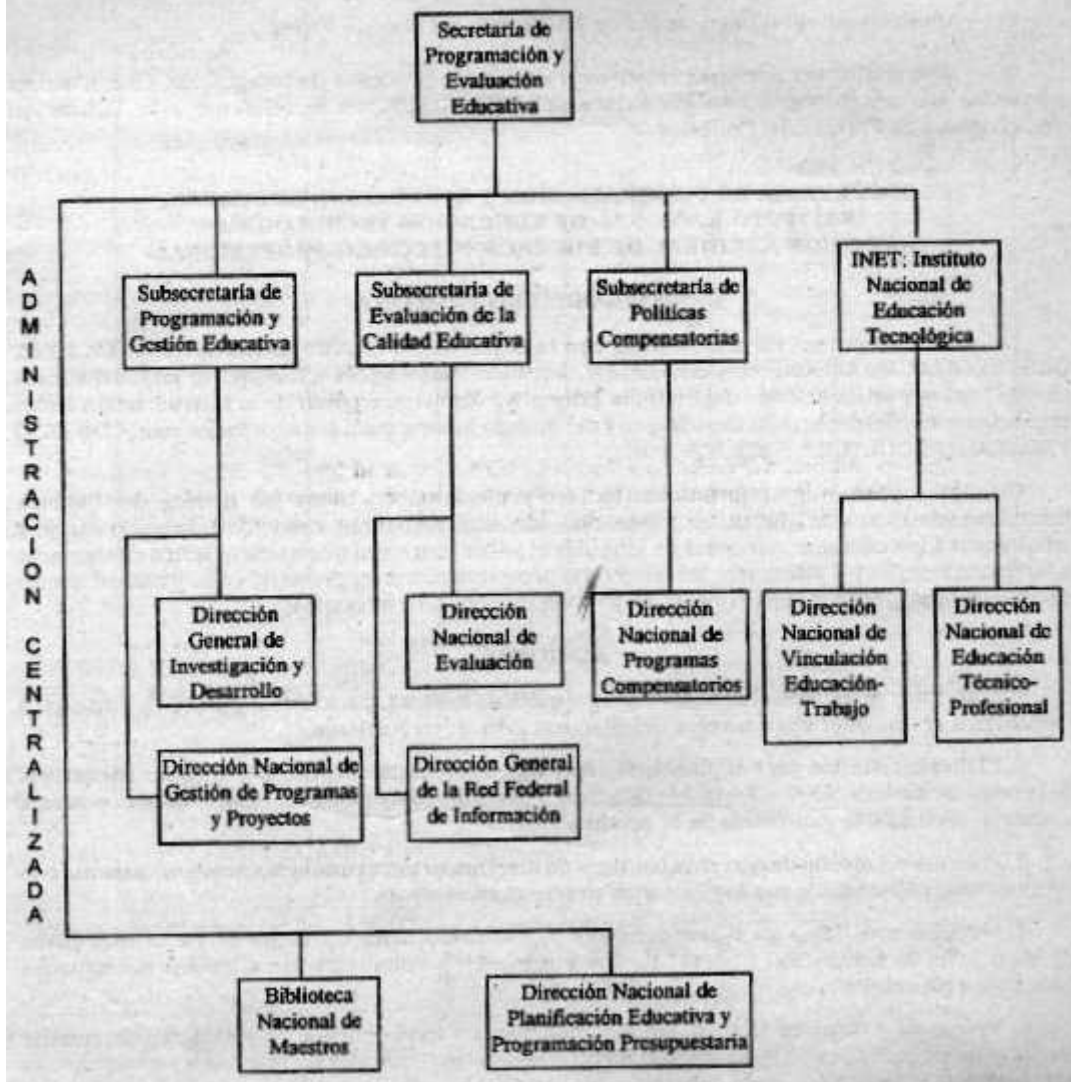 Secretaría de
Programación y
Evaluación
Educativa
ADMINISTRACION CENTRALIZADA
Subsecretaría de
Programación y
Gestión Educativa
Subsecretaría de
Evaluación de la
Calidad Educativa
Subsecretaría de
Políticas
Compensatorias
INET: Instituto
Nacional de
Educación
Tecnológica
Dirección
General de
Investigación y
Desarrollo
Dirección
Nacional de
Evaluación
Dirección
Nacional de
Programas
Compensatorios
Dirección
Nacional de
Vinculación
Educación-
Trabajo
Dirección
Nacional de
Educación
Técnico-
Profesional
Dirección Nacional de
Gestión de Programas
y Proyectos
Dirección General
de la Red Federal
de Información
Biblioteca
Nacional de
Maestros
Dirección Nacional de
Planificación Educativa y
Programación Presupuestaria